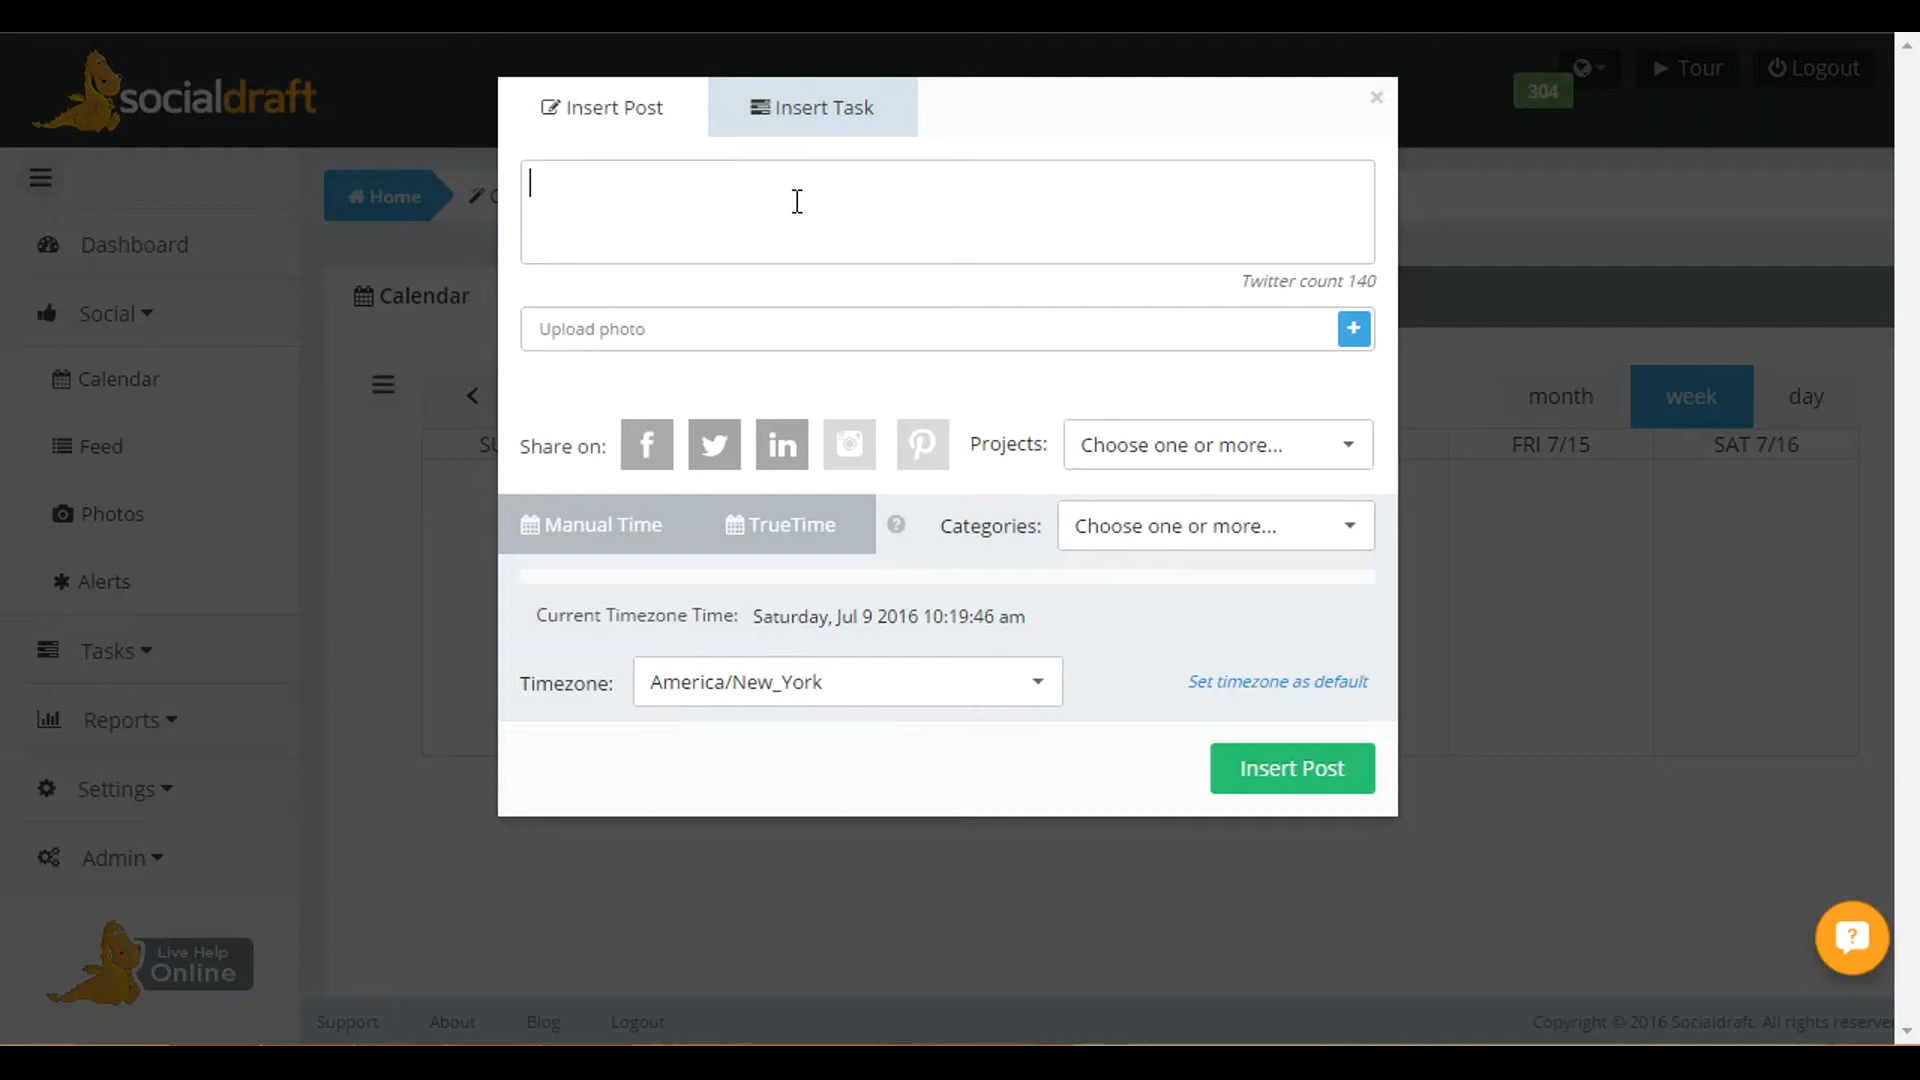 socialdraft
304
Tour
Logout
Insert Post
Insert Task
Home
Dashboard
Social
Calendar
Feed
Photos
Alerts
Tasks
Reports
Settings
Admin
Live Help
Online
Calendar
Twitter count 140
Upload photo
month
week
day
FRI 7/15
SAT 7/16
Share on:
Projects:
Choose one or more...
Manual Time
TrueTime
Categories:
Choose one or more...
Current Timezone Time: Saturday, Jul 9 2016 10:19:46 am
Timezone:
America/New_York
Set timezone as default
Insert Post
Support
About
Blog
Logout
Copyright © 2016 Socialdraft. All rights